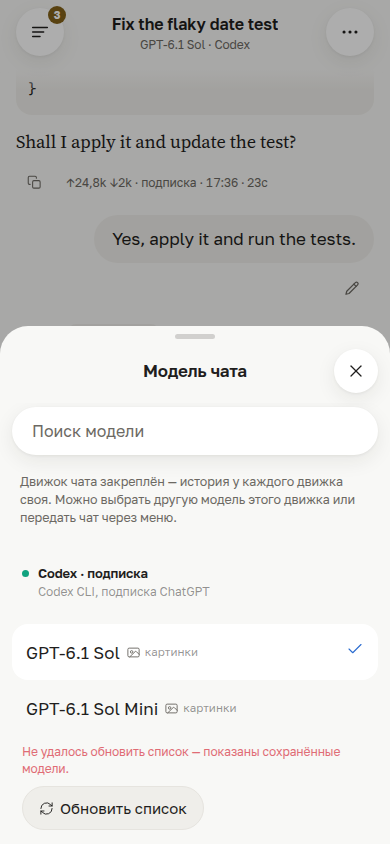 3
Fix the flaky date test
GPT-6.1 Sol · Codex
}
Shall I apply it and update the test?
↑24,8k ↓2k · подписка · 17:36 · 23с
Yes, apply it and run the tests.
Модель чата
Поиск модели
Движок чата закреплён — история у каждого движка
своя. Можно выбрать другую модель этого движка или
передать чат через меню.
Codex · подписка
Codex CLI, подписка ChatGPT
GPT-6.1 Sol картинки
GPT-6.1 Sol Mini картинки
Не удалось обновить список — показаны сохранённые
модели.
Обновить список